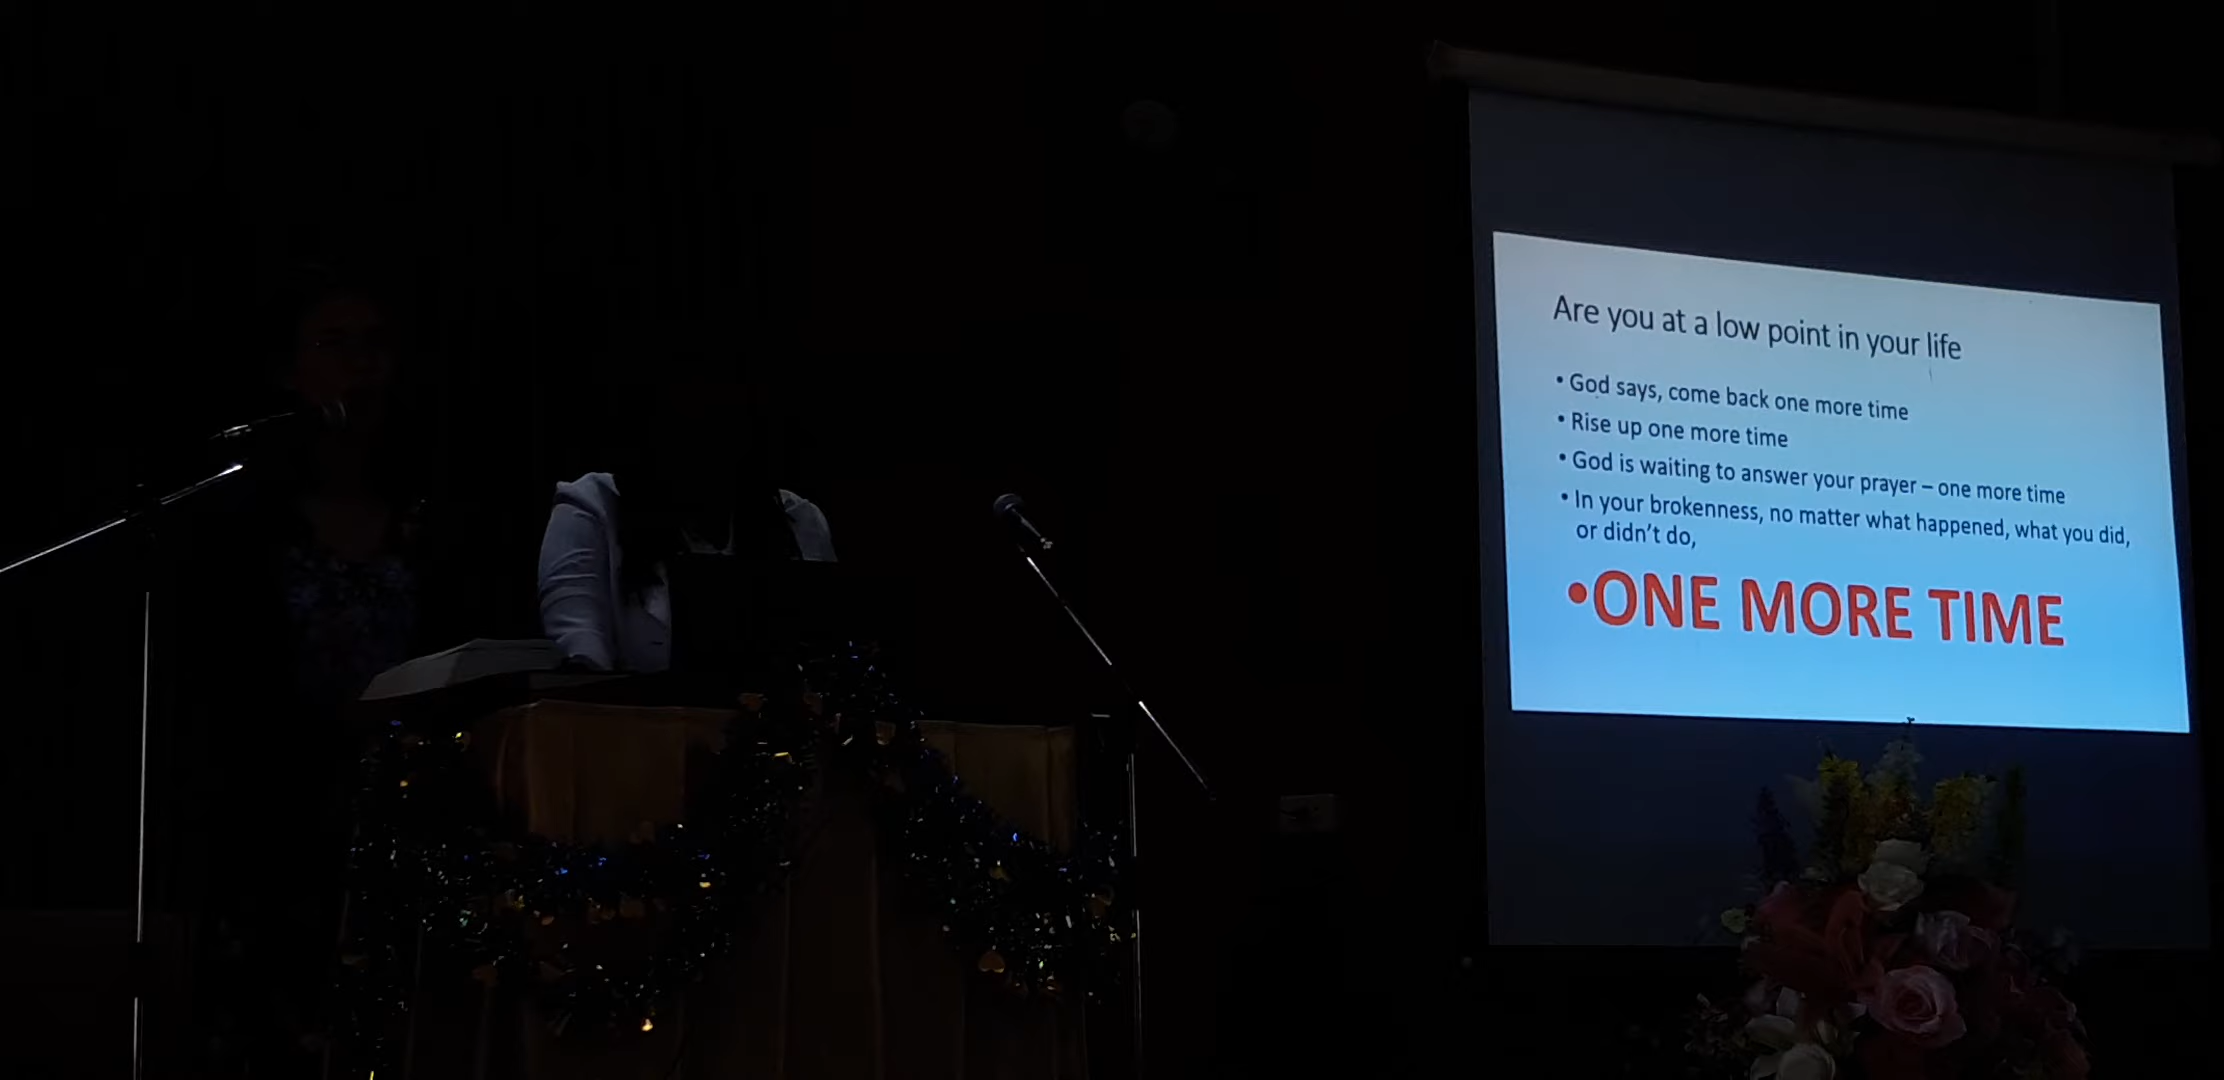 Are you at a low point in your life
• God says, come back one more time
• Rise up one more time
• God is waiting to answer your prayer – one more time
• In your brokenness, no matter what happened, what you did,
or didn't do,
•ONE MORE TIME